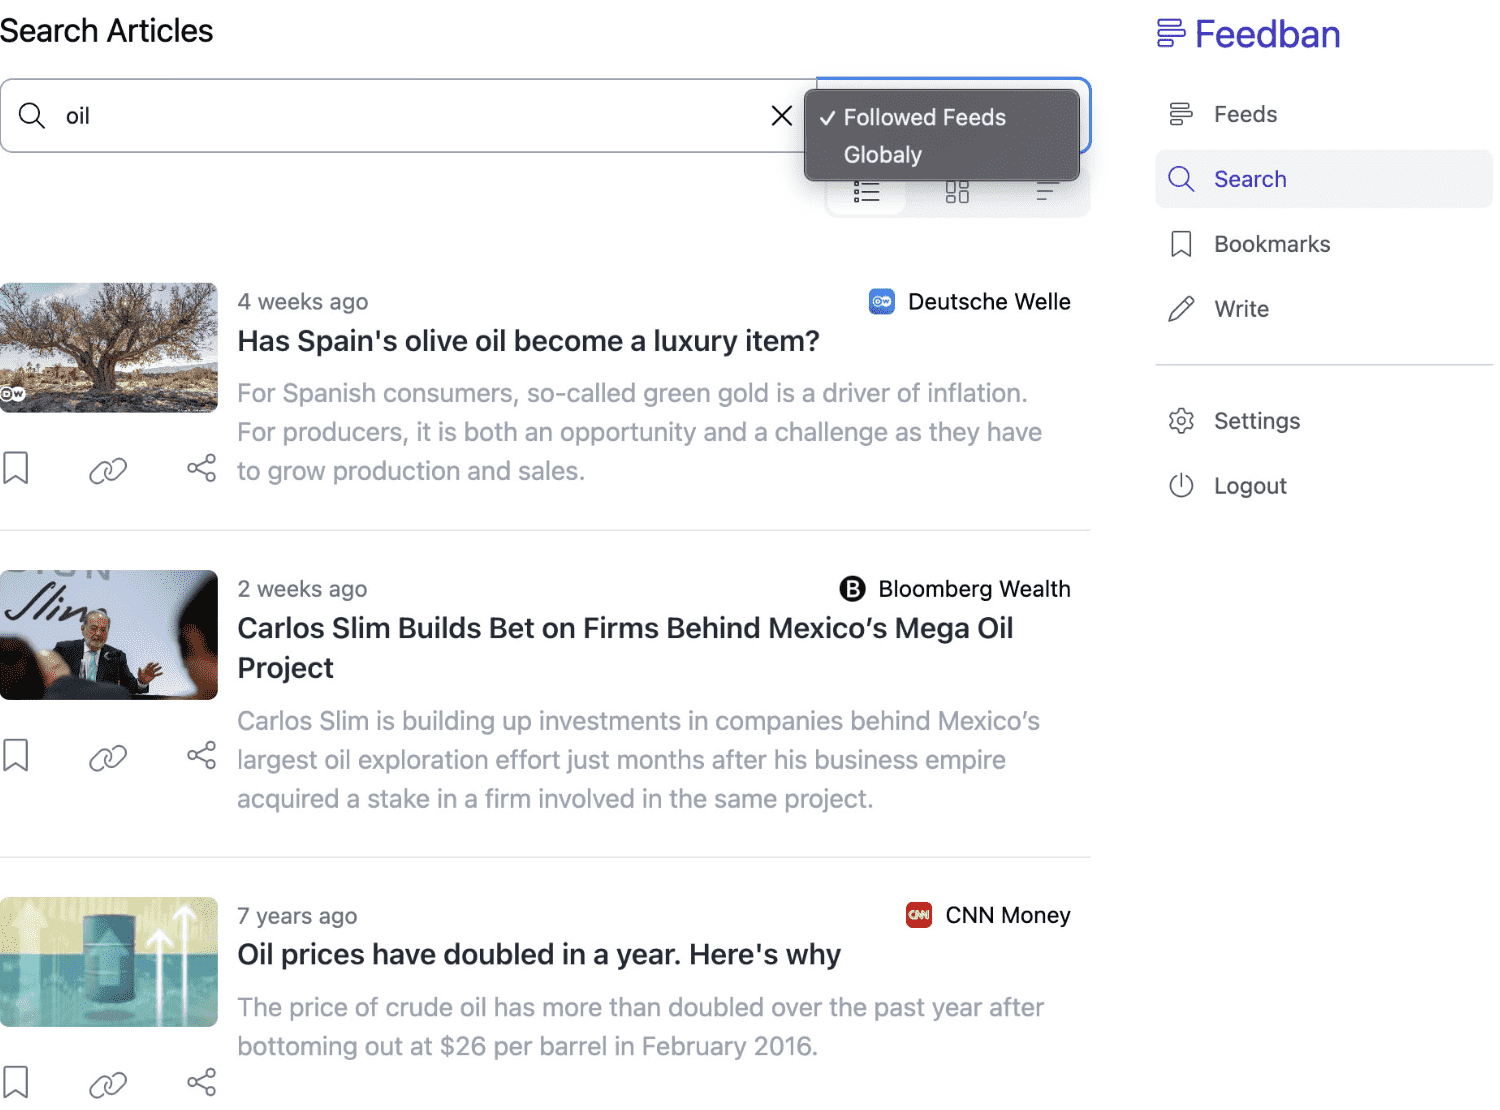 Search Articles
Feedban
oil
Followed Feeds
Globaly
Feeds
Search
Bookmarks
Write
Settings
Logout
4 weeks ago
Deutsche Welle
Has Spain's olive oil become a luxury item?
For Spanish consumers, so-called green gold is a driver of inflation.
For producers, it is both an opportunity and a challenge as they have
to grow production and sales.
DW
2 weeks ago
B
Bloomberg Wealth
Carlos Slim Builds Bet on Firms Behind Mexico’s Mega Oil
Project
Carlos Slim is building up investments in companies behind Mexico’s
largest oil exploration effort just months after his business empire
acquired a stake in a firm involved in the same project.
Slim
7 years ago
CNN
CNN Money
Oil prices have doubled in a year. Here's why
The price of crude oil has more than doubled over the past year after
bottoming out at $26 per barrel in February 2016.